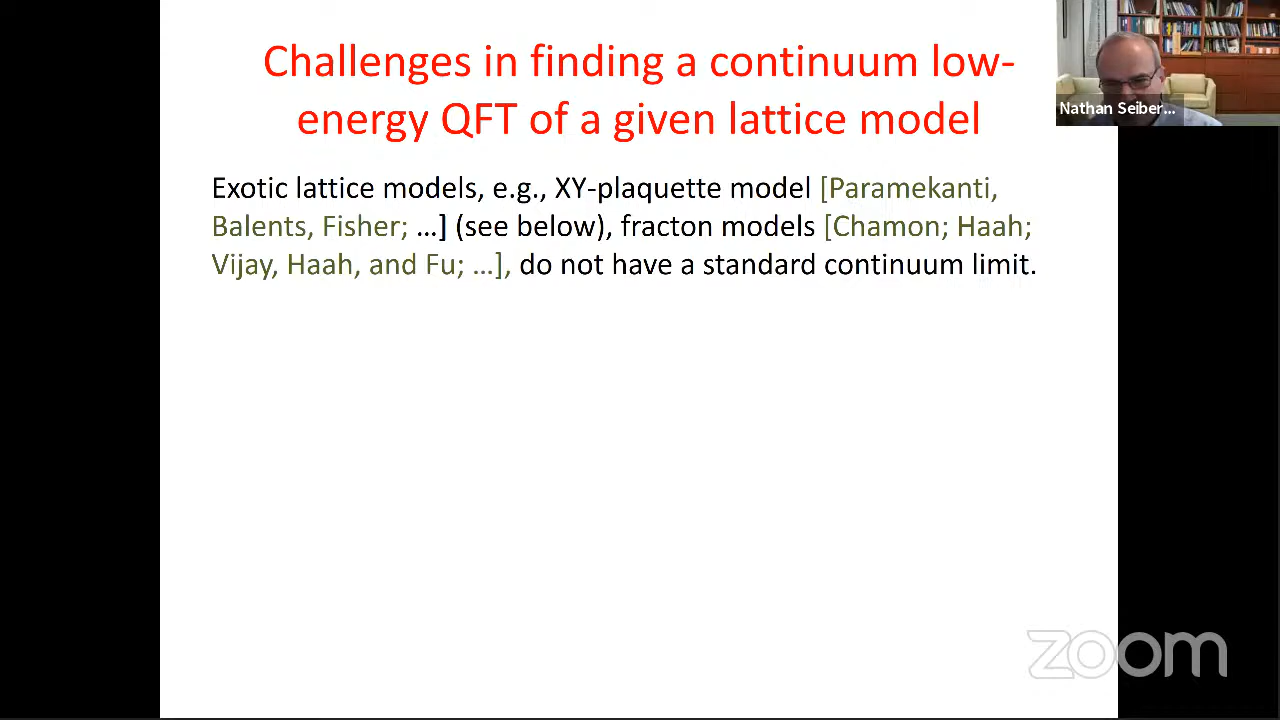 Challenges in finding a continuum low-
energy QFT of a given lattice model
Nathan Seiber...
Exotic lattice models, e.g., XY-plaquette model [Paramekanti,
Balents, Fisher; …] (see below), fracton models [Chamon; Haah;
Vijay, Haah, and Fu; …], do not have a standard continuum limit.
zoom